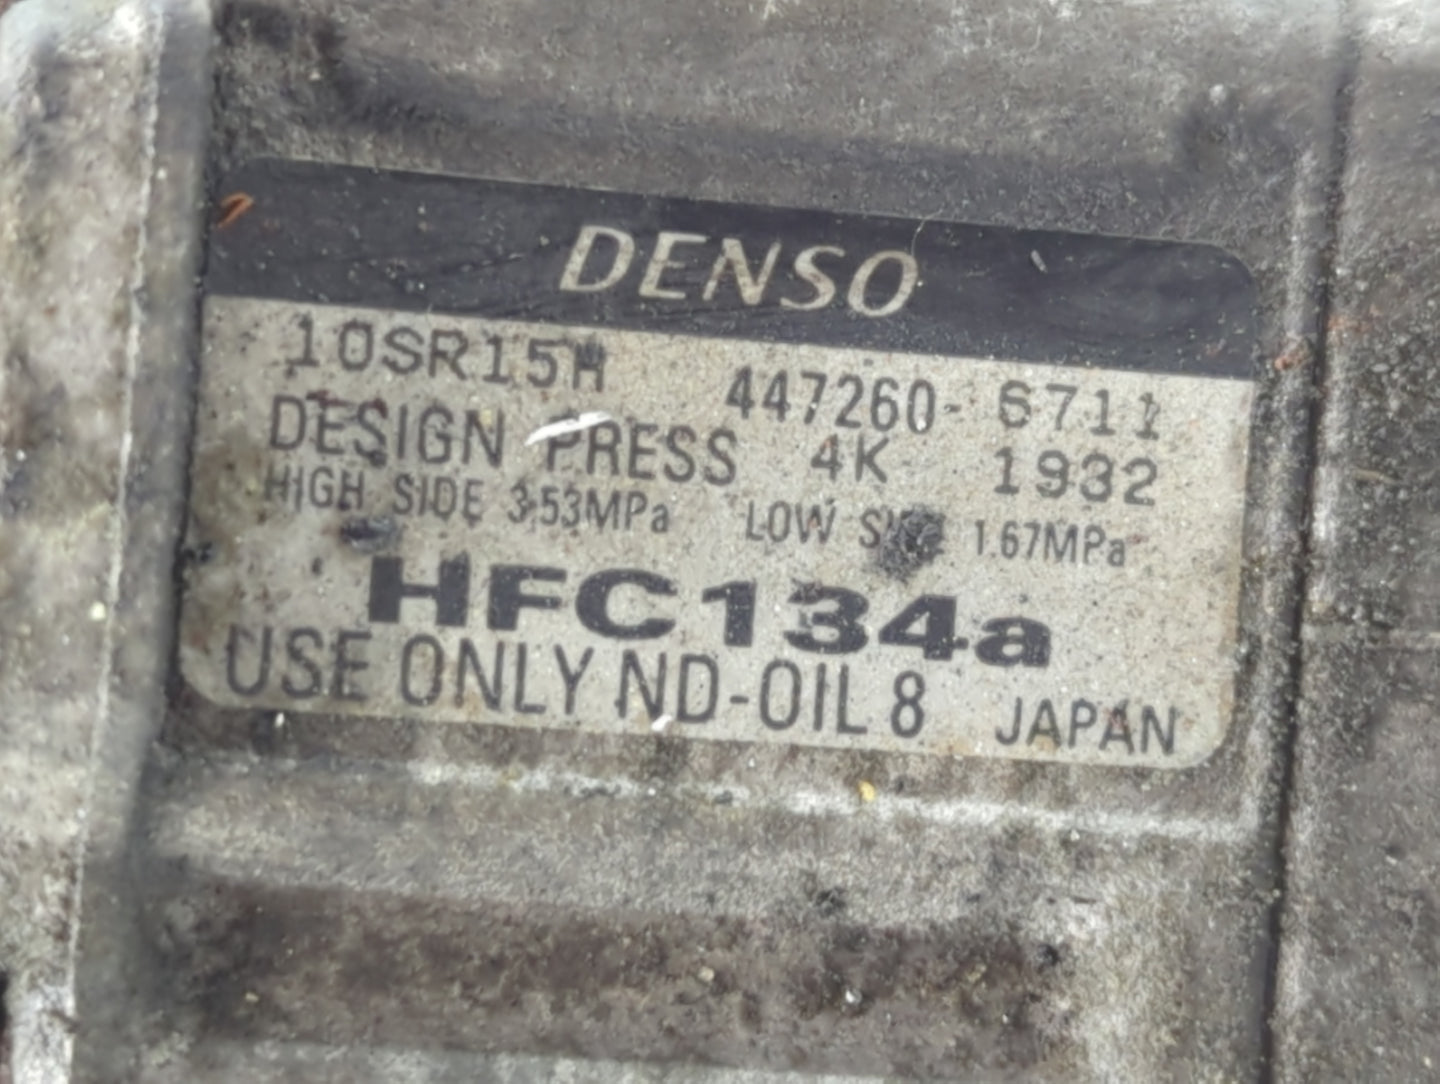 DENSO
10SR15H 447260-6711
DESIGN PRESS 4K 1932
HIGH SIDE 3.53MPa LOW SIDE 1.67MPa
HFC134a
USE ONLY ND-OIL 8 JAPAN